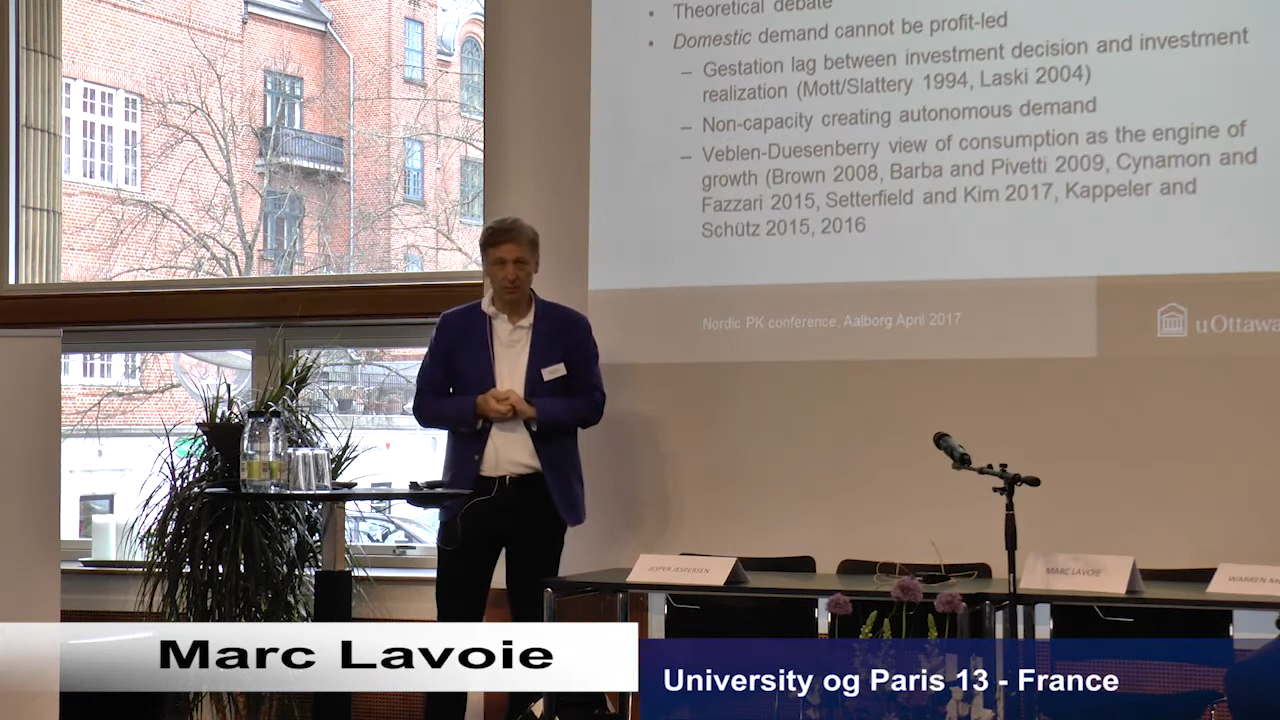 • Theoretical debate
• Domestic demand cannot be profit-led
– Gestation lag between investment decision and investment
realization (Mott/Slattery 1994, Laski 2004)
– Non-capacity creating autonomous demand
– Veblen-Duesenberry view of consumption as the engine of
growth (Brown 2008, Barba and Pivetti 2009, Cynamon and
Fazzari 2015, Setterfield and Kim 2017, Kappeler and
Schütz 2015, 2016
Nordic PK conference, Aalborg April 2017
uOttawa
JESPER JESPERSEN
MARC LAVOIE
WARREN
Marc Lavoie
University og Paris 13 - France